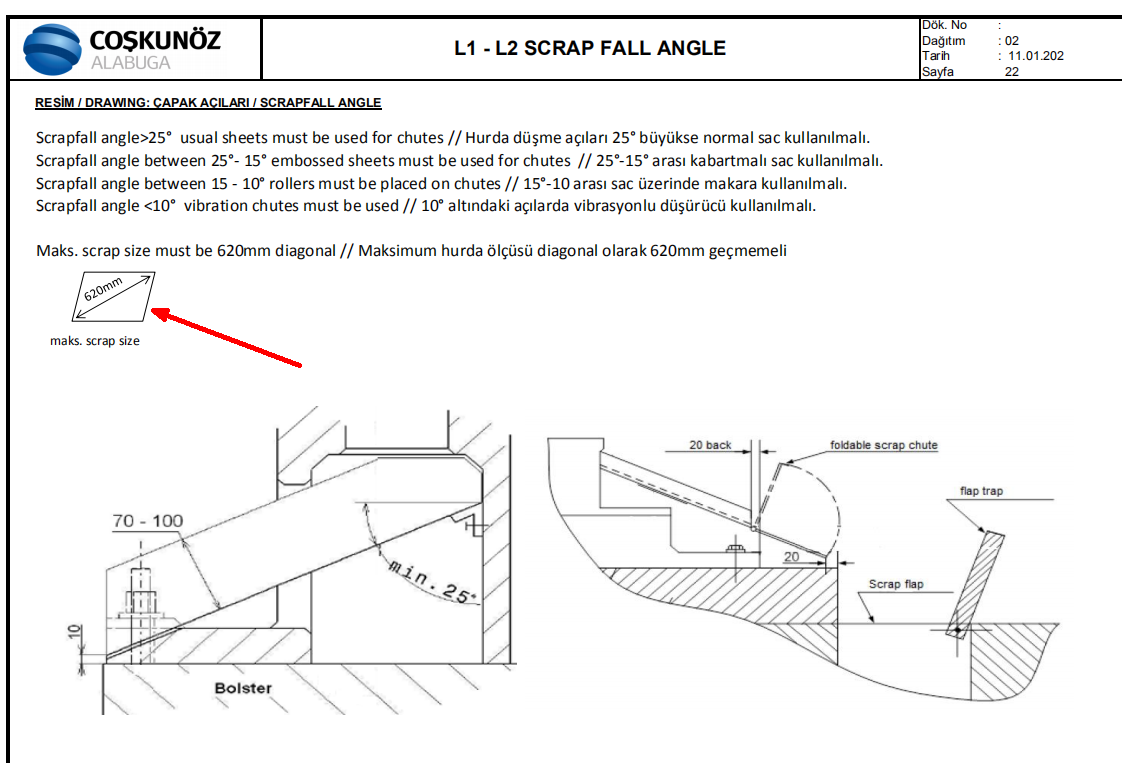 COŞKUNÖZ
ALABUGA
L1 - L2 SCRAP FALL ANGLE
Dök. No :
Dağıtım : 02
Tarih : 11.01.202
Sayfa 22
RESİM / DRAWING: ÇAPAK AÇILARI / SCRAPFALL ANGLE
Scrapfall angle>25° usual sheets must be used for chutes // Hurda düşme açıları 25° büyükse normal sac kullanılmalı.
Scrapfall angle between 25°- 15° embossed sheets must be used for chutes // 25°-15° arası kabartmalı sac kullanılmalı.
Scrapfall angle between 15 - 10° rollers must be placed on chutes // 15°-10 arası sac üzerinde makara kullanılmalı.
Scrapfall angle <10° vibration chutes must be used // 10° altındaki açılarda vibrasyonlu düşürücü kullanılmalı.
Maks. scrap size must be 620mm diagonal // Maksimum hurda ölçüsü diagonal olarak 620mm geçmemeli
620mm
maks. scrap size
70 - 100
min. 25°
10
Bolster
20 back
foldable scrap chute
flap trap
20
Scrap flap